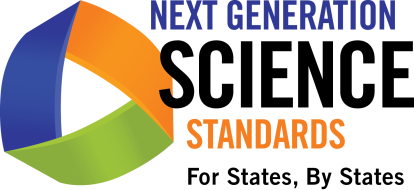 NEXT GENERATION
SCIENCE
STANDARDS
For States, By States